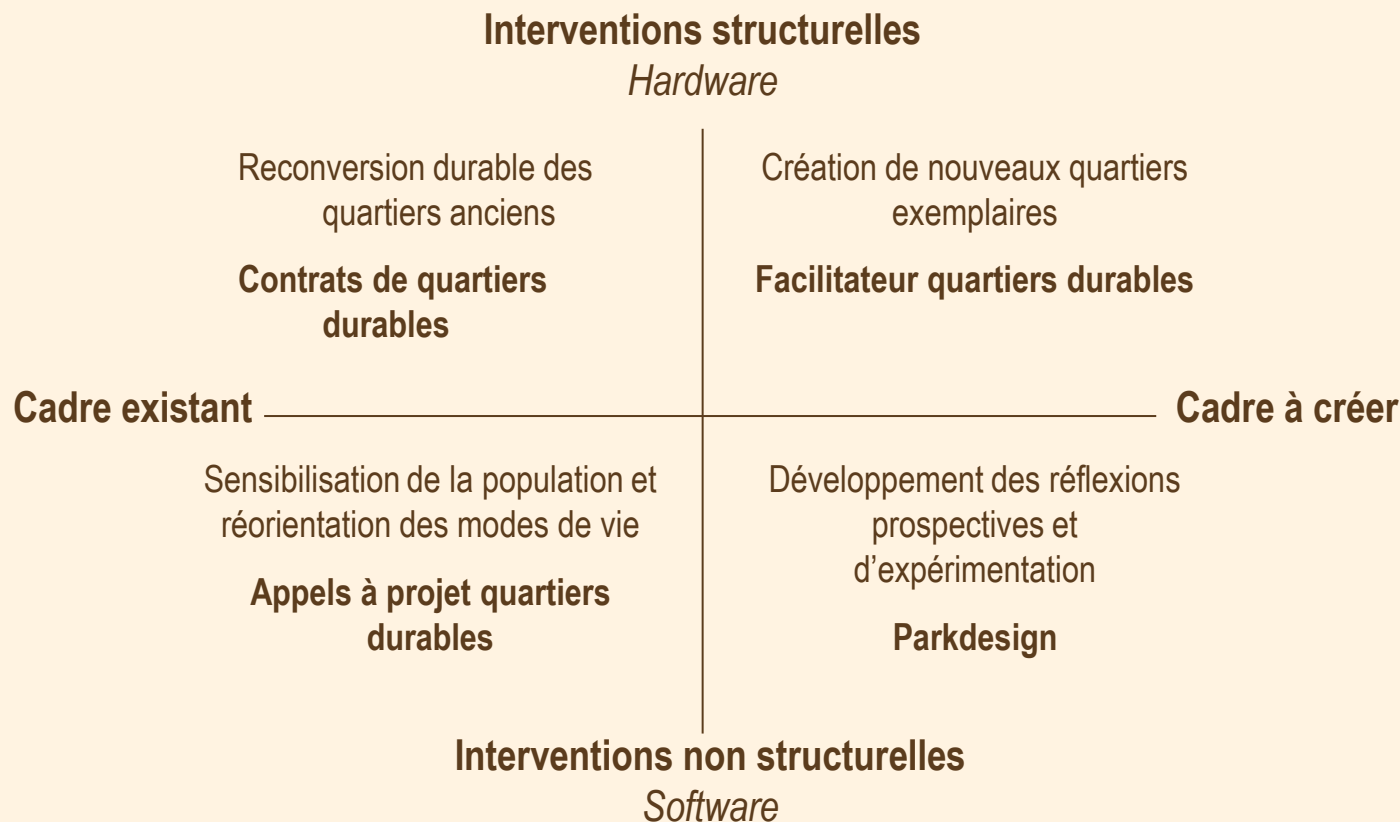 Interventions structurelles
Hardware
Reconversion durable des
quartiers anciens
Contrats de quartiers
durables
Création de nouveaux quartiers
exemplaires
Facilitateur quartiers durables
Cadre existant
Cadre à créer
Sensibilisation de la population et
réorientation des modes de vie
Appels à projet quartiers
durables
Développement des réflexions
prospectives et
d’expérimentation
Parkdesign
Interventions non structurelles
Software